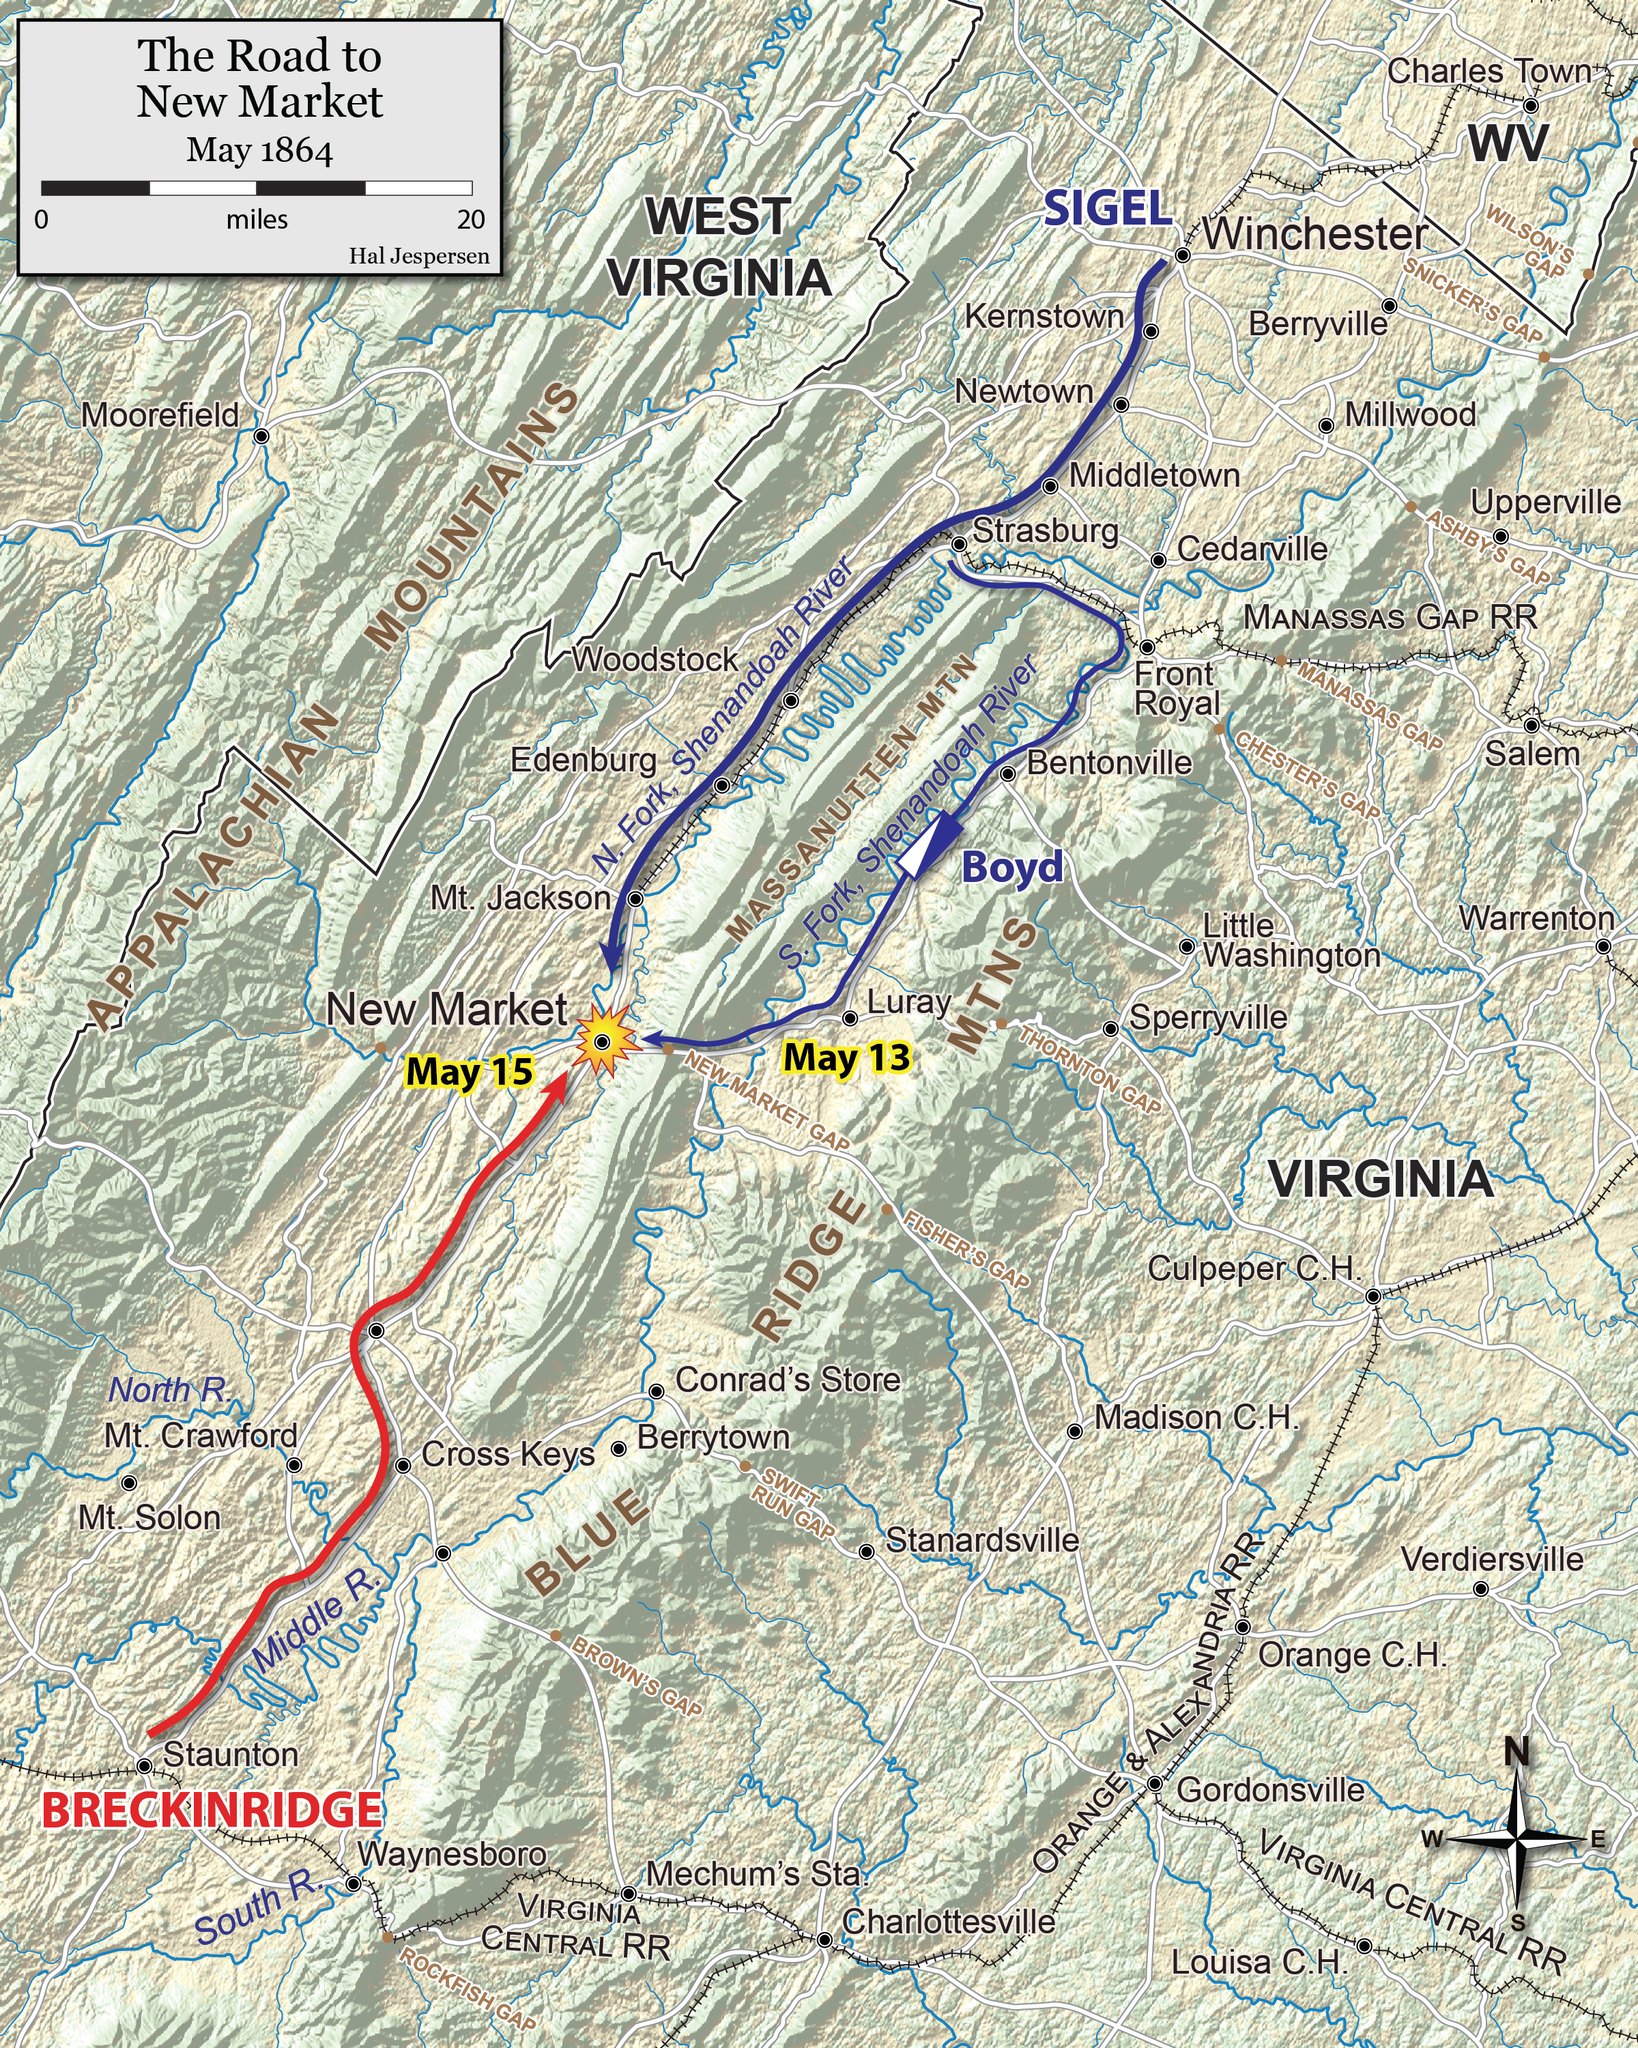 The Road to
New Market
May 1864
0
miles
20
Hal Jespersen
Charles Town
WV
WEST
VIRGINIA
SIGEL
Winchester
WILSON'S
GAP
SNICKER'S GAP
Kernstown
Berryville
Newtown
Moorefield
Millwood
Middletown
Upperville
Strasburg
Cedarville
ASHBY'S GAP
MANASSAS GAP RR
Woodstock
N. Fork, Shenandoah River
Front
Royal
MANASSAS GAP
CHESTER'S GAP
Salem
Edenburg
MASSANUTTEN MTN
S. Fork, Shenandoah River
Bentonville
APPALACHIAN MOUNTAINS
Boyd
Mt. Jackson
Little
Washington
Warrenton
New Market
Luray
Sperryville
May 15
May 13
NEW MARKET GAP
THORNTON GAP
VIRGINIA
BLUE RIDGE MTNS
FISHER'S GAP
Culpeper C.H.
North R.
Conrad's Store
Mt. Crawford
Berrytown
Cross Keys
Madison C.H.
Mt. Solon
SWIFT
RUN GAP
Stanardsville
Verdiersville
Middle R.
BROWN'S GAP
Orange C.H.
ORANGE & ALEXANDRIA RR
Staunton
BRECKINRIDGE
Gordonsville
N
W
E
S
Waynesboro
Mechum's Sta.
VIRGINIA
CENTRAL RR
VIRGINIA CENTRAL RR
South R.
Charlottesville
Louisa C.H.
ROCKFISH GAP